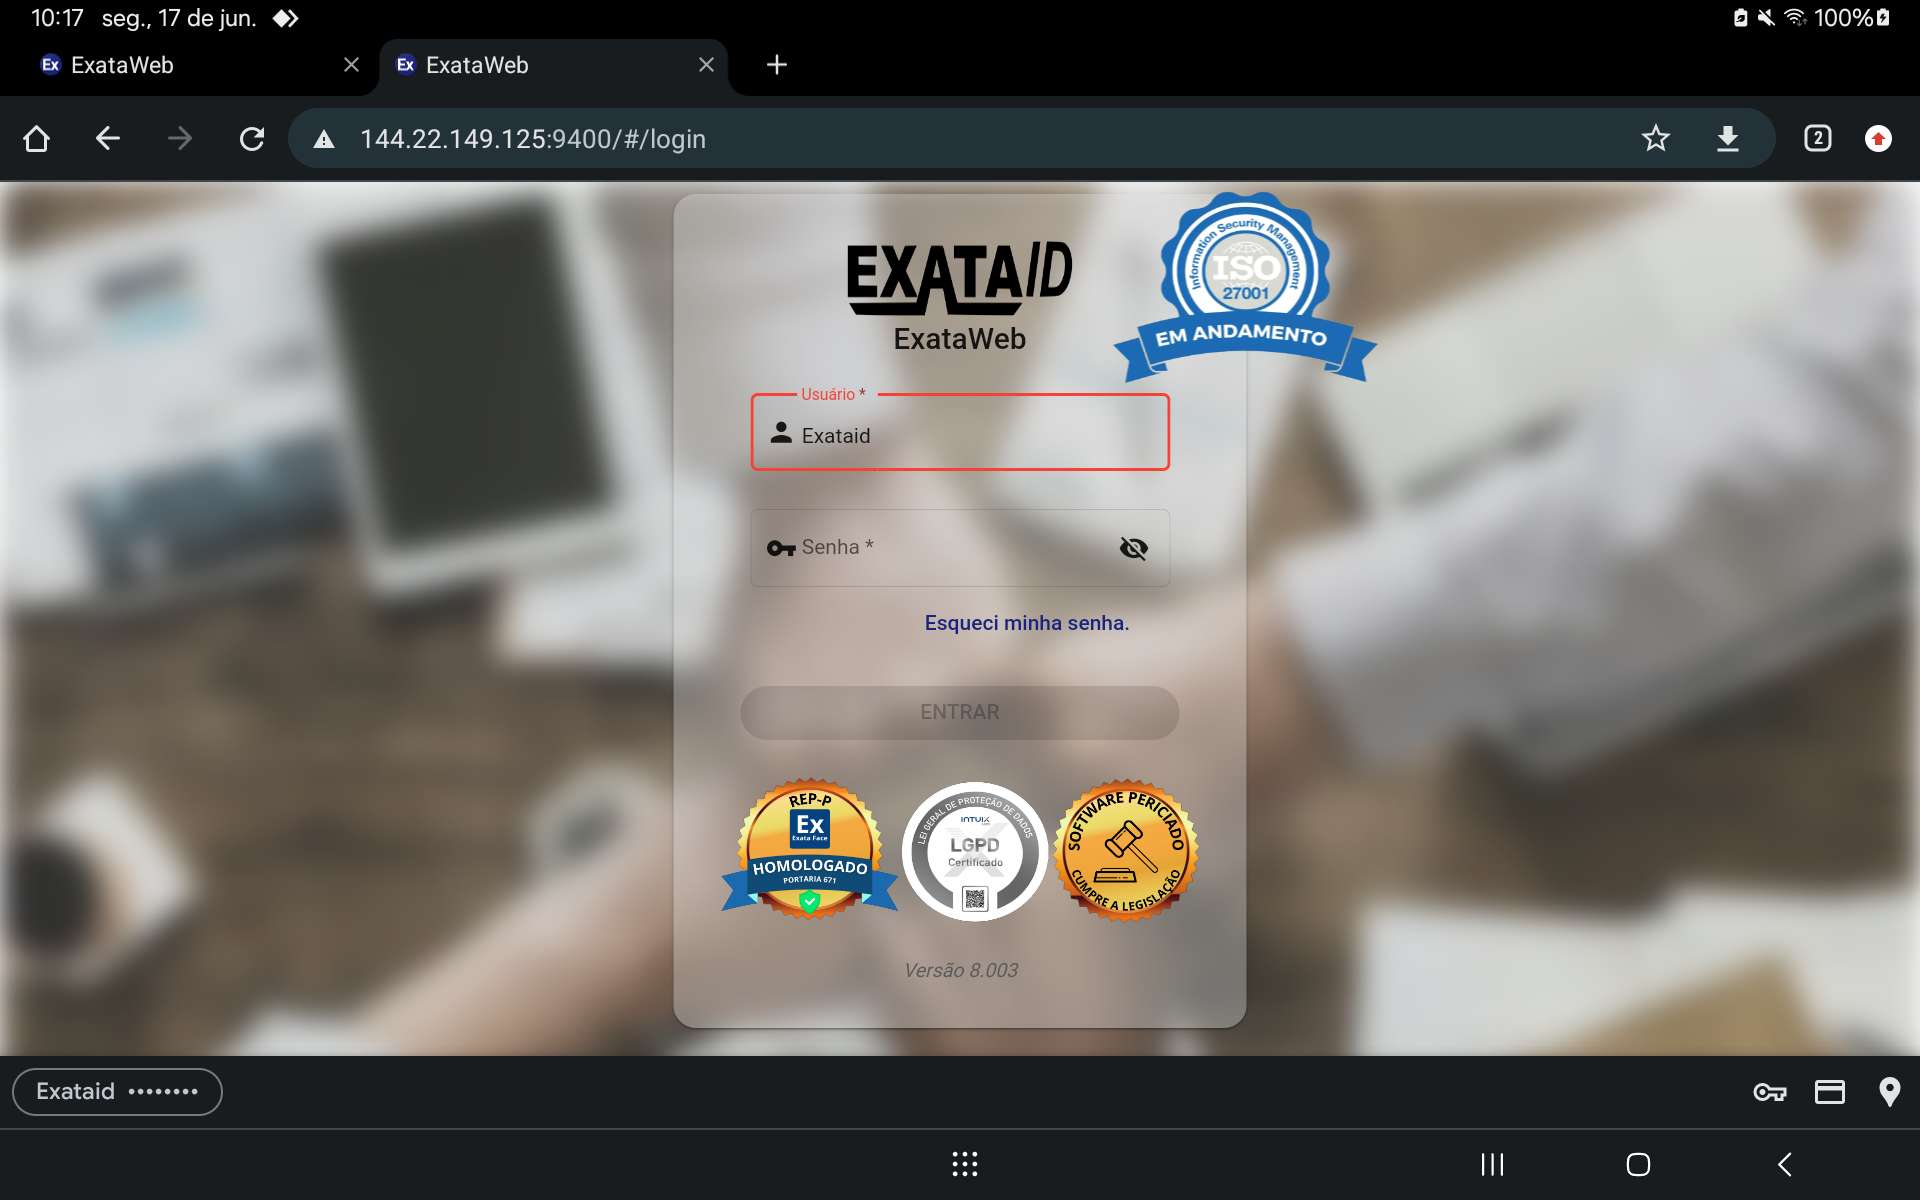 10:17 seg., 17 de jun. 100%
Ex ExataWeb
Ex ExataWeb
144.22.149.125:9400/#/login
2
EXATAID
ExataWeb
Information Security Management
ISO
27001
EM ANDAMENTO
Usuário *
Exataid
Senha *
Esqueci minha senha.
ENTRAR
REP-P
Ex
Exata Face
HOMOLOGADO
PORTARIA 671
LEI GERAL DE PROTEÇÃO DE DADOS
INTUIX
LGPD
Certificado
SOFTWARE PERICIADO
CUMPRE A LEGISLAÇÃO
Versão 8.003
Exataid ••••••••